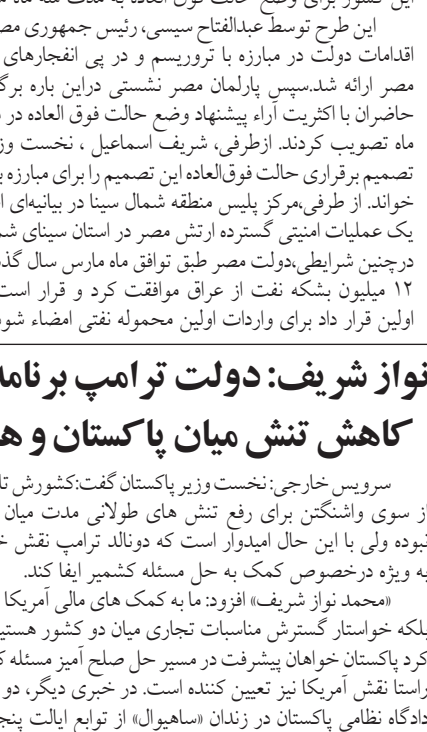 این کشور برای وضع حالت فوق العاده به مدت سه ماه
این طرح توسط عبدالفتاح سیسی، رئیس جمهوری مصر
اقدامات دولت در مبارزه با تروریسم و در پی انفجارهای
مصر ارائه شد.سپس پارلمان مصر نشستی دراین باره
حاضران با اکثریت آراء پیشنهاد وضع حالت فوق العاده در
ماه تصویب کردند. ازطرفی، شریف اسماعیل ، نخست
تصمیم برقراری حالت فوق‌العاده این تصمیم را برای مبارزه
خواند. از طرفی،مرکز پلیس منطقه شمال سینا در بیانیه‌ای
یک عملیات امنیتی گسترده ارتش مصر در استان سینای
درچنین شرایطی،دولت مصر طبق توافق ماه مارس سال
۱۲ میلیون بشکه نفت از عراق موافقت کرد و قرار است
اولین قرار داد برای واردات اولین محموله نفتی امضاء
نواز شریف: دولت ترامپ برنامه
کاهش تنش میان پاکستان و
سرویس خارجی: نخست وزیر پاکستان گفت:کشورش
از سوی واشنگتن برای رفع تنش های طولانی مدت میان
نبوده ولی با این حال امیدوار است که دونالد ترامپ نقش
به ویژه درخصوص کمک به حل مسئله کشمیر ایفا کند.
«محمد نواز شریف» افزود: ما به کمک های مالی آمریکا
بلکه خواستار گسترش مناسبات تجاری میان دو کشور
کرد پاکستان خواهان پیشرفت در مسیر حل صلح آمیز مسئله
راستا نقش آمریکا نیز تعیین کننده است. در خبری دیگر، دو
دادگاه نظامی پاکستان در زندان «ساهیوال» از توابع ایالت